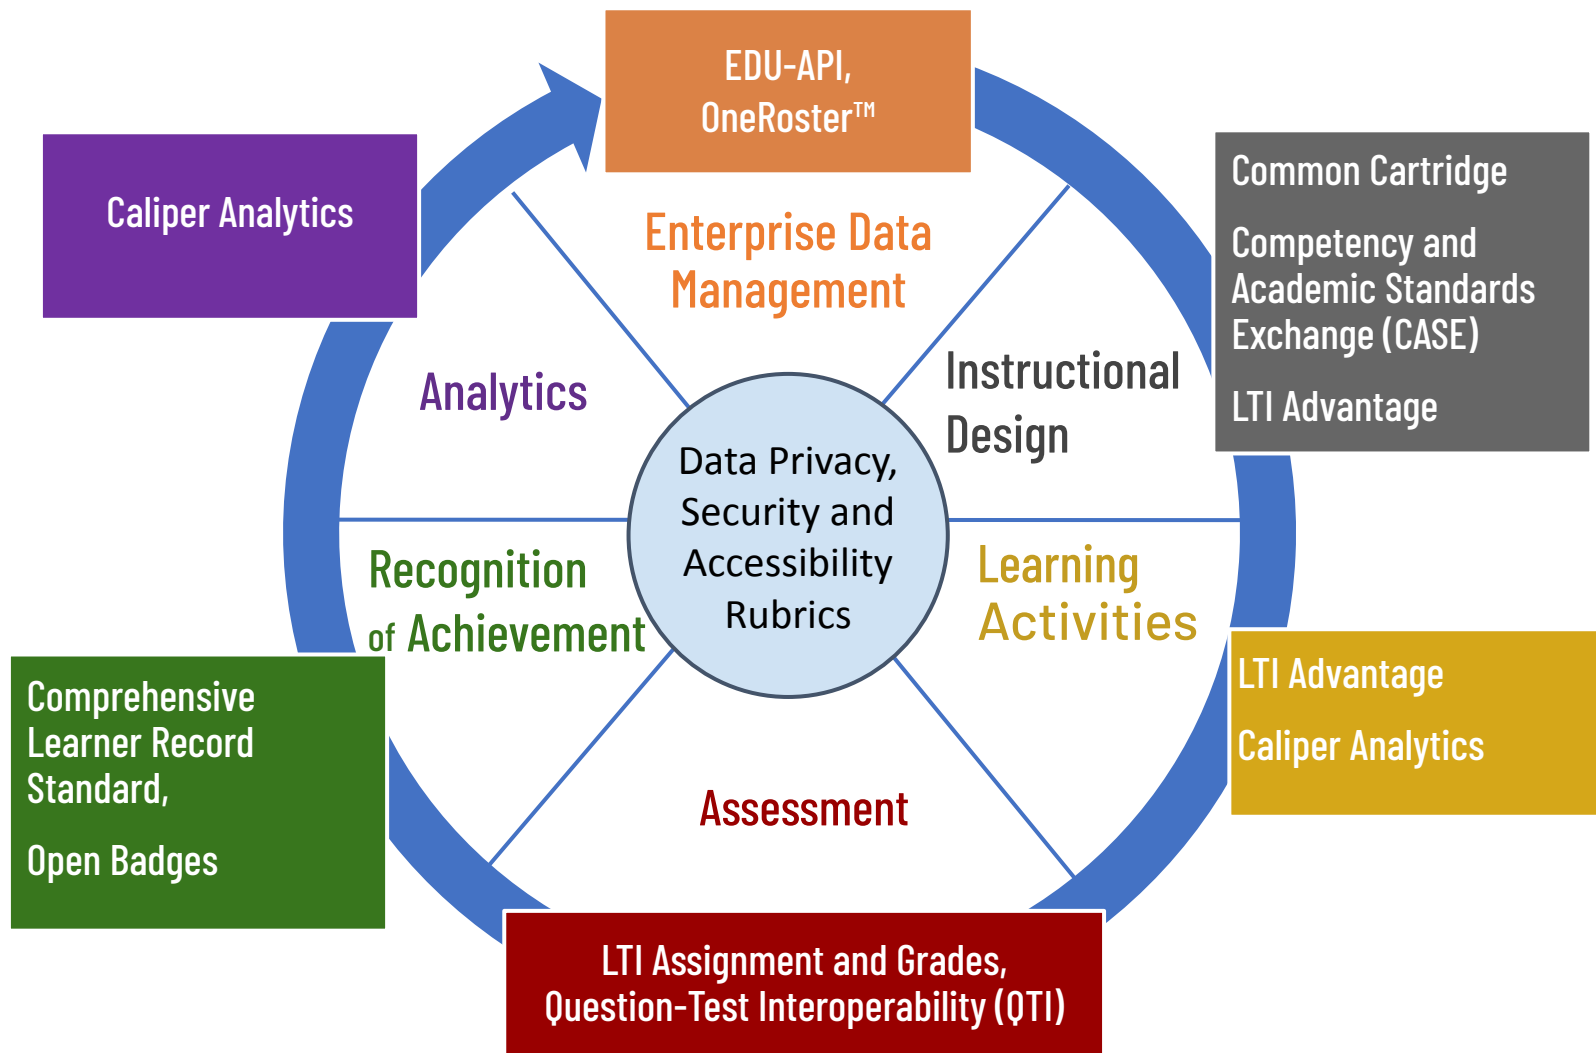 EDU-API,
OneRoster™
Enterprise Data
Management
Common Cartridge
Competency and
Academic Standards
Exchange (CASE)
LTI Advantage
Instructional
Design
Learning
Activities
LTI Advantage
Caliper Analytics
Assessment
LTI Assignment and Grades,
Question-Test Interoperability (QTI)
Recognition
of Achievement
Comprehensive
Learner Record
Standard,
Open Badges
Analytics
Caliper Analytics
Data Privacy,
Security and
Accessibility
Rubrics